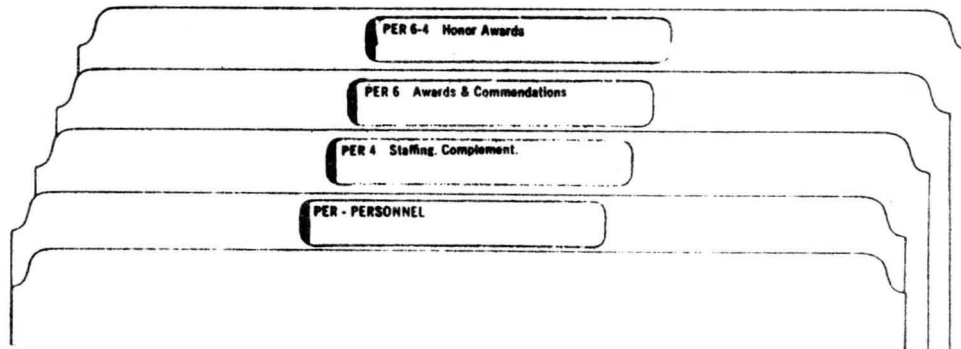 PER 6-4 Honor Awards
PER 6 Awards & Commendations
PER 4 Staffing. Complement.
PER - PERSONNEL